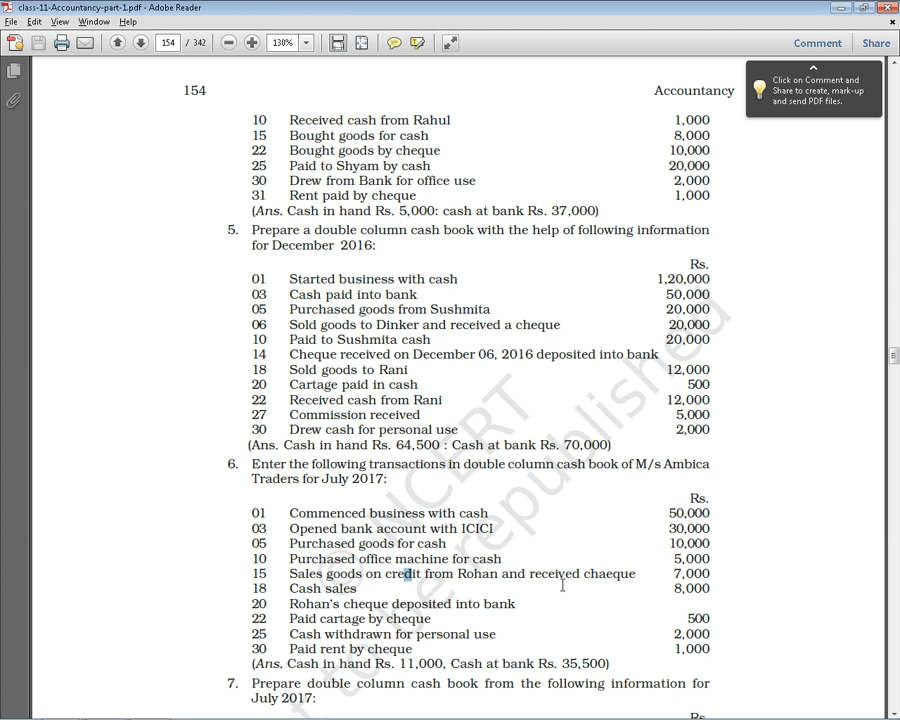 class-11-Accountancy-part-1.pdf - Adobe Reader
File Edit View Window Help
154 / 342 130% Comment Share
Click on Comment and
Share to create, mark-up
and send PDF files.
154 Accountancy
10 Received cash from Rahul 1,000
15 Bought goods for cash 8,000
22 Bought goods by cheque 10,000
25 Paid to Shyam by cash 20,000
30 Drew from Bank for office use 2,000
31 Rent paid by cheque 1,000
(Ans. Cash in hand Rs. 5,000: cash at bank Rs. 37,000)
5. Prepare a double column cash book with the help of following information
for December 2016:
Rs.
01 Started business with cash 1,20,000
03 Cash paid into bank 50,000
05 Purchased goods from Sushmita 20,000
06 Sold goods to Dinker and received a cheque 20,000
10 Paid to Sushmita cash 20,000
14 Cheque received on December 06, 2016 deposited into bank
18 Sold goods to Rani 12,000
20 Cartage paid in cash 500
22 Received cash from Rani 12,000
27 Commission received 5,000
30 Drew cash for personal use 2,000
(Ans. Cash in hand Rs. 64,500 : Cash at bank Rs. 70,000)
6. Enter the following transactions in double column cash book of M/s Ambica
Traders for July 2017:
Rs.
01 Commenced business with cash 50,000
03 Opened bank account with ICICI 30,000
05 Purchased goods for cash 10,000
10 Purchased office machine for cash 5,000
15 Sales goods on credit from Rohan and received chaeque 7,000
18 Cash sales 8,000
20 Rohan's cheque deposited into bank
22 Paid cartage by cheque 500
25 Cash withdrawn for personal use 2,000
30 Paid rent by cheque 1,000
(Ans. Cash in hand Rs. 11,000, Cash at bank Rs. 35,500)
7. Prepare double column cash book from the following information for
July 2017:
Rs.
© NCERT
not to be republished